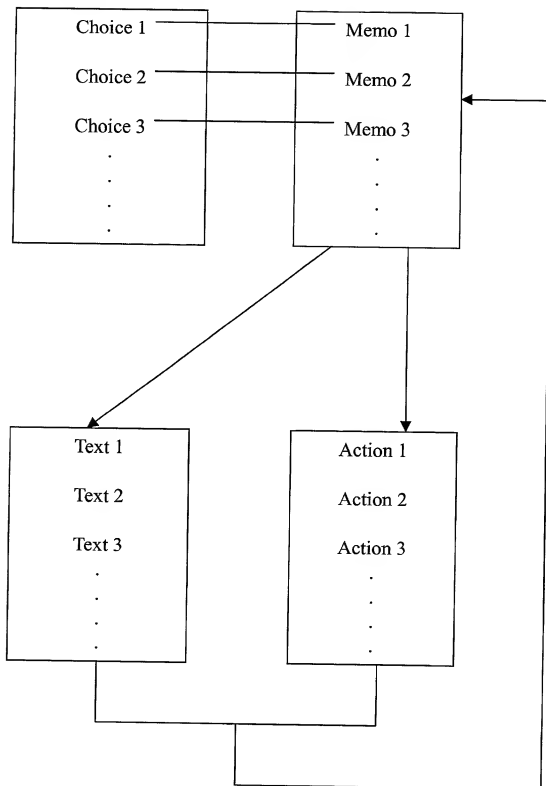 Choice 1
Memo 1
Choice 2
Memo 2
Choice 3
Memo 3
Text 1
Action 1
Text 2
Action 2
Text 3
Action 3